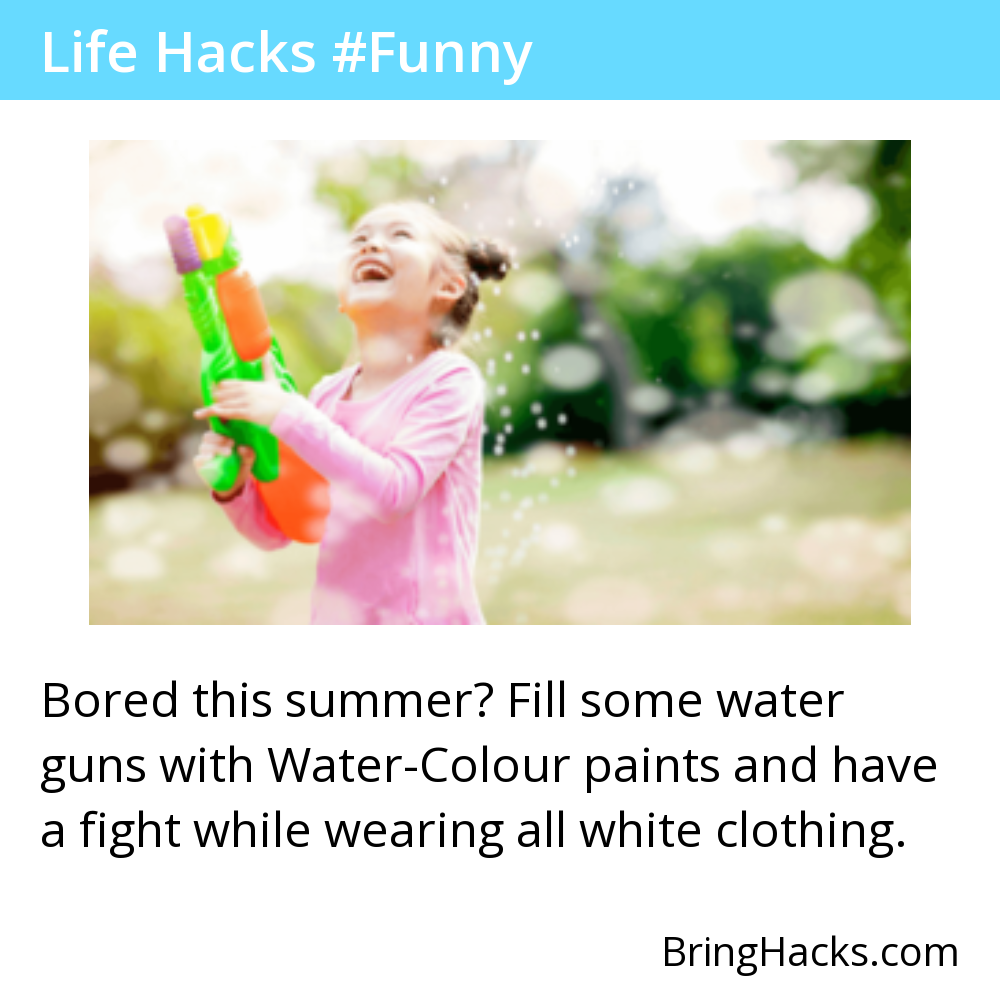 Life Hacks #Funny
Bored this summer? Fill some water
guns with Water-Colour paints and have
a fight while wearing all white clothing.
BringHacks.com